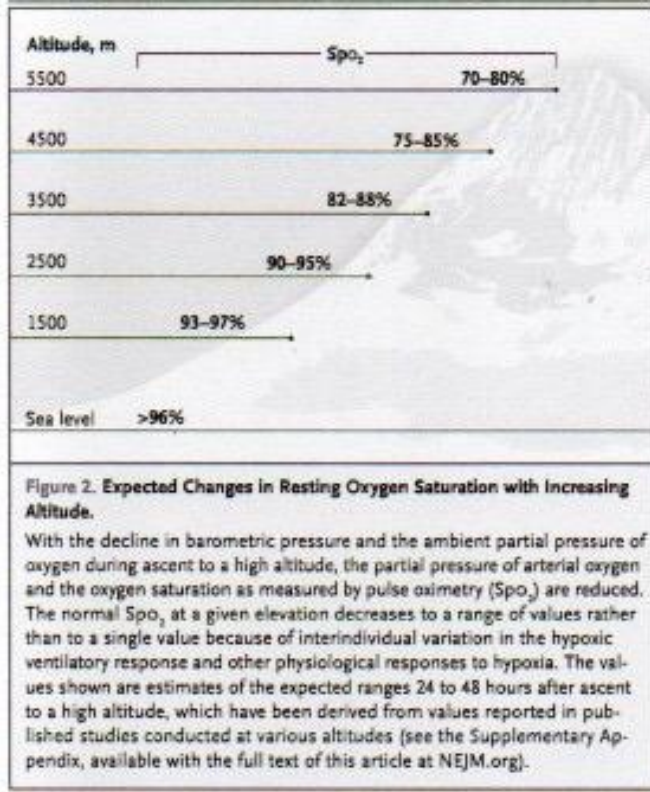 Altitude, m
Spo₂
5500 70–80%
4500 75–85%
3500 82–88%
2500 90–95%
1500 93–97%
Sea level >96%
Figure 2. Expected Changes in Resting Oxygen Saturation with Increasing
Altitude.
With the decline in barometric pressure and the ambient partial pressure of
oxygen during ascent to a high altitude, the partial pressure of arterial oxygen
and the oxygen saturation as measured by pulse oximetry (Spo₂) are reduced.
The normal Spo₂ at a given elevation decreases to a range of values rather
than to a single value because of interindividual variation in the hypoxic
ventilatory response and other physiological responses to hypoxia. The val-
ues shown are estimates of the expected ranges 24 to 48 hours after ascent
to a high altitude, which have been derived from values reported in pub-
lished studies conducted at various altitudes (see the Supplementary Ap-
pendix, available with the full text of this article at NEJM.org).